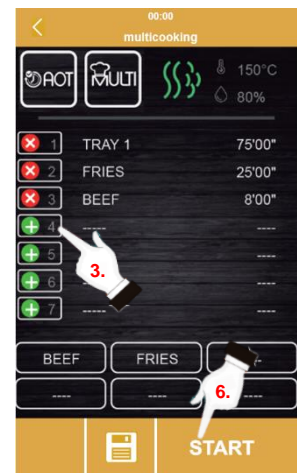 00:00
multicooking
AOT MULTI 150°C
80%
1 TRAY 1 75'00"
2 FRIES 25'00"
3 BEEF 8'00"
4 ----- ----
5 ----
6 ----
7 ----- ----
3.
BEEF FRIES
---- ---- ----
6.
START